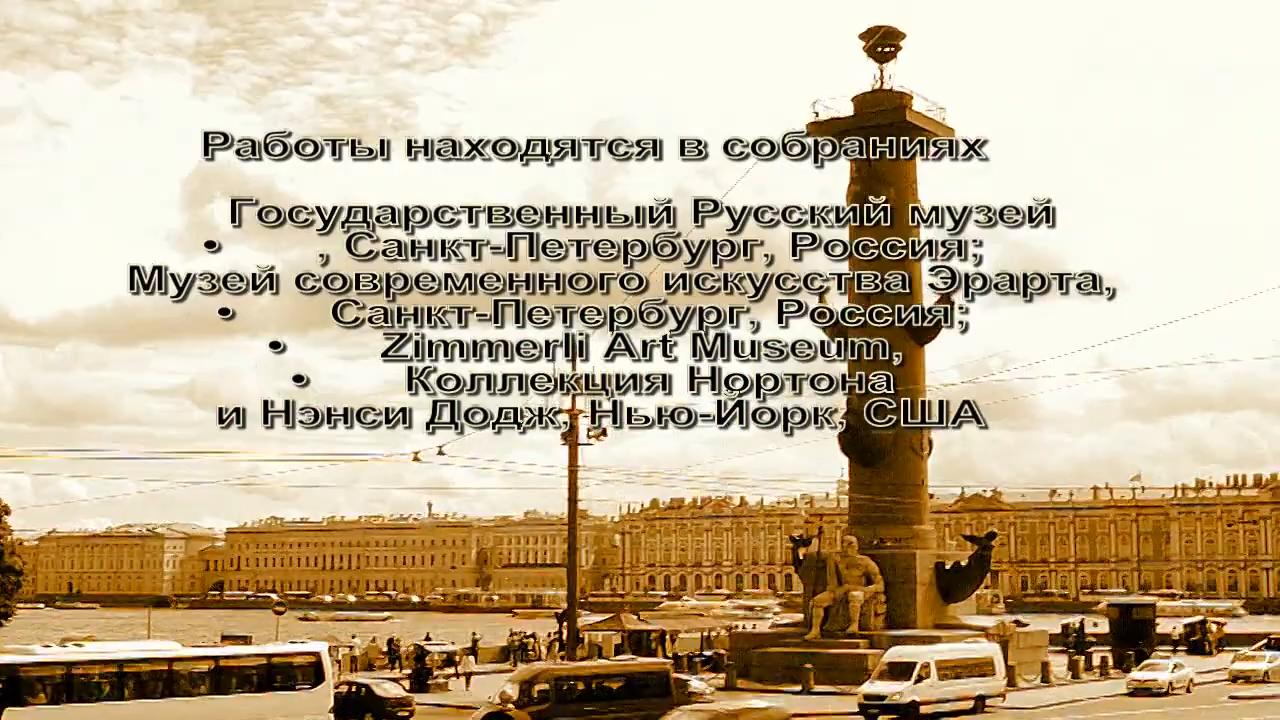 Работы находятся в собраниях
Государственный Русский музей
• , Санкт-Петербург, Россия;
Музей современного искусства Эрарта,
• Санкт-Петербург, Россия;
• Zimmerli Art Museum,
• Коллекция Нортона
и Нэнси Додж, Нью-Йорк, США